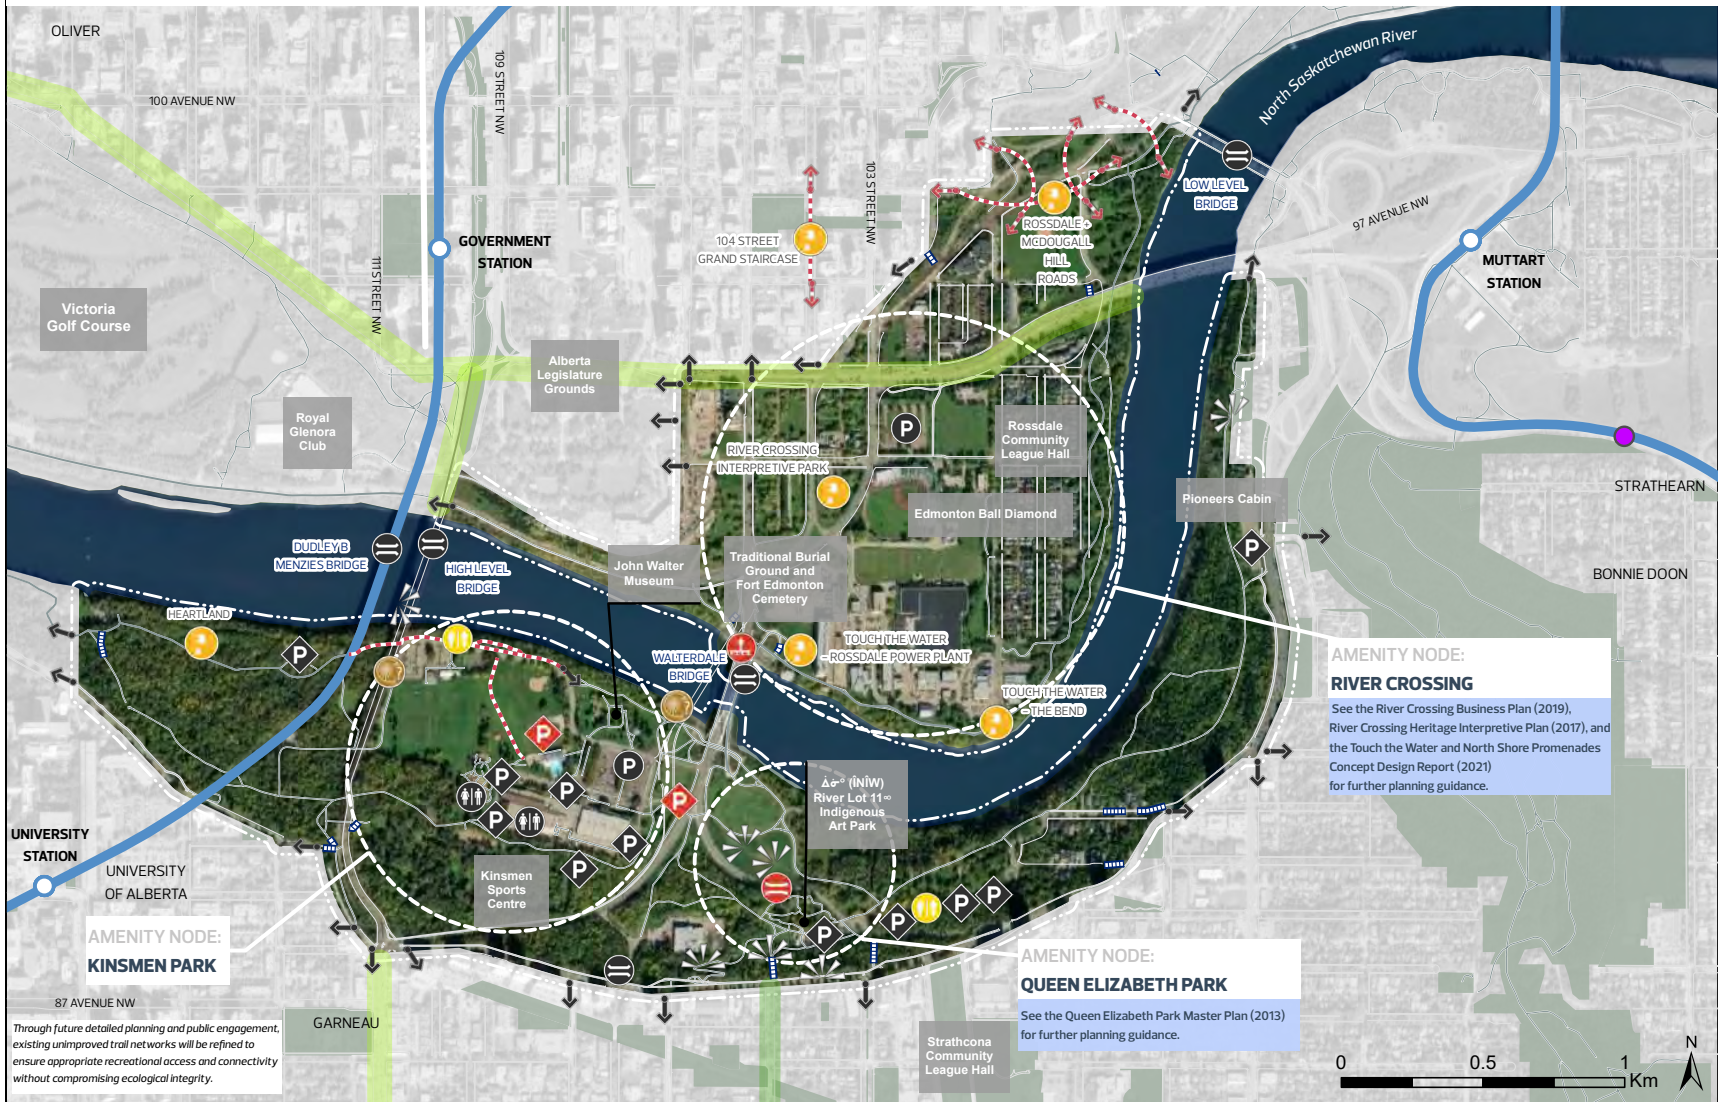 OLIVER
109 STREET NW
North Saskatchewan River
100 AVENUE NW
103 STREET NW
LOW LEVEL
BRIDGE
97 AVENUE NW
GOVERNMENT
STATION
104 STREET
GRAND STAIRCASE
ROSSDALE +
MCDOUGALL
HILL
ROADS
MUTTART
STATION
111 STREET NW
Victoria
Golf Course
Alberta
Legislature
Grounds
Royal
Glenora
Club
P
Rossdale
Community
League Hall
RIVER CROSSING
INTERPRETIVE PARK
STRATHEARN
Pioneers Cabin
Edmonton Ball Diamond
DUDLEY B
MENZIES BRIDGE
HIGH LEVEL
BRIDGE
John Walter
Museum
Traditional Burial
Ground and
Fort Edmonton
Cemetery
P
BONNIE DOON
HEARTLAND
P
WALTERDALE
BRIDGE
TOUCH THE WATER
- ROSSDALE POWER PLANT
TOUCH THE WATER
- THE BEND
AMENITY NODE:
RIVER CROSSING
See the River Crossing Business Plan (2019),
River Crossing Heritage Interpretive Plan (2017), and
the Touch the Water and North Shore Promenades
Concept Design Report (2021)
for further planning guidance.
P
P
P
P
P
P
P
P
ᐄᓃᐤ (ÎNÎW)
River Lot 11∞
Indigenous
Art Park
UNIVERSITY
STATION
UNIVERSITY
OF ALBERTA
Kinsmen
Sports
Centre
P
P
P
P
AMENITY NODE:
KINSMEN PARK
AMENITY NODE:
QUEEN ELIZABETH PARK
See the Queen Elizabeth Park Master Plan (2013)
for further planning guidance.
87 AVENUE NW
GARNEAU
Through future detailed planning and public engagement,
existing unimproved trail networks will be refined to
ensure appropriate recreational access and connectivity
without compromising ecological integrity.
Strathcona
Community
League Hall
0 0.5 1
Km
N